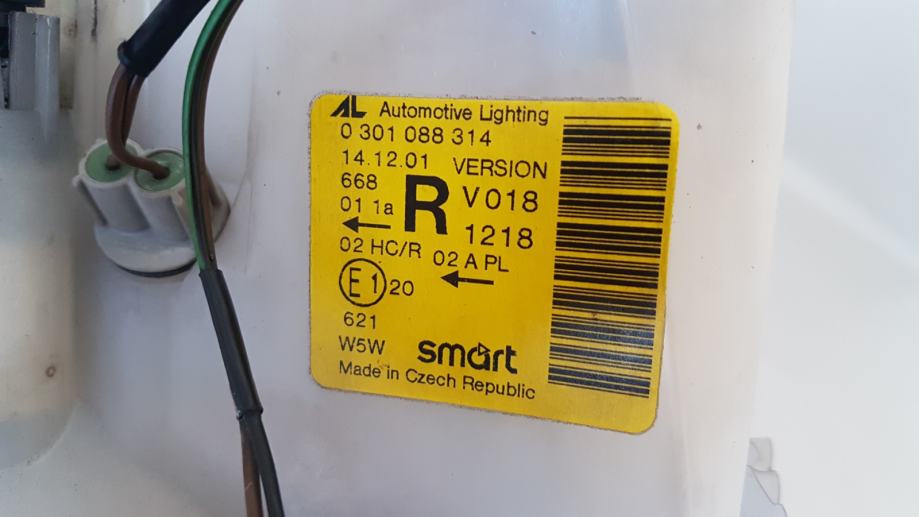 AL Automotive Lighting
0 301 088 314
14.12.01 VERSION
668 R V018
01 1a 1218
02 HC/R 02 A PL
E1 20
621
W5W smart
Made in Czech Republic